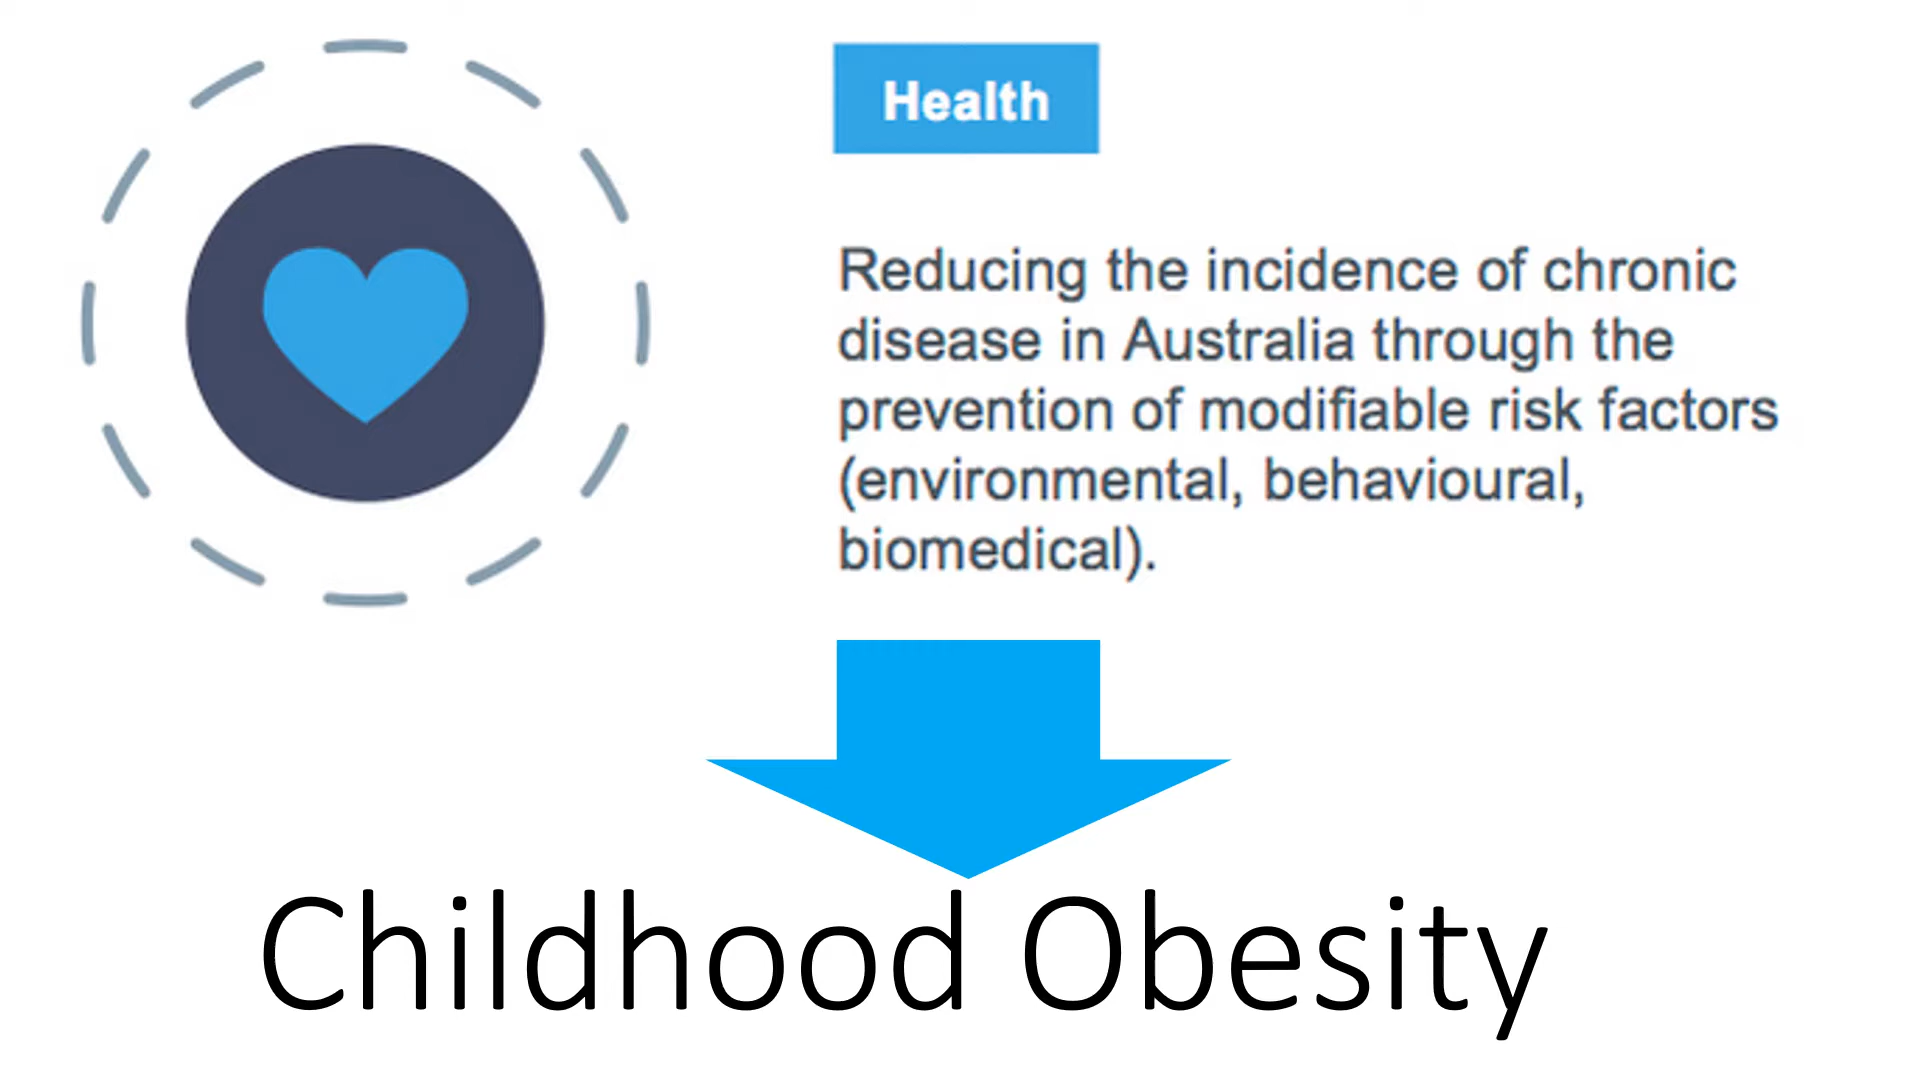 Health
Reducing the incidence of chronic
disease in Australia through the
prevention of modifiable risk factors
(environmental, behavioural,
biomedical).
Childhood Obesity